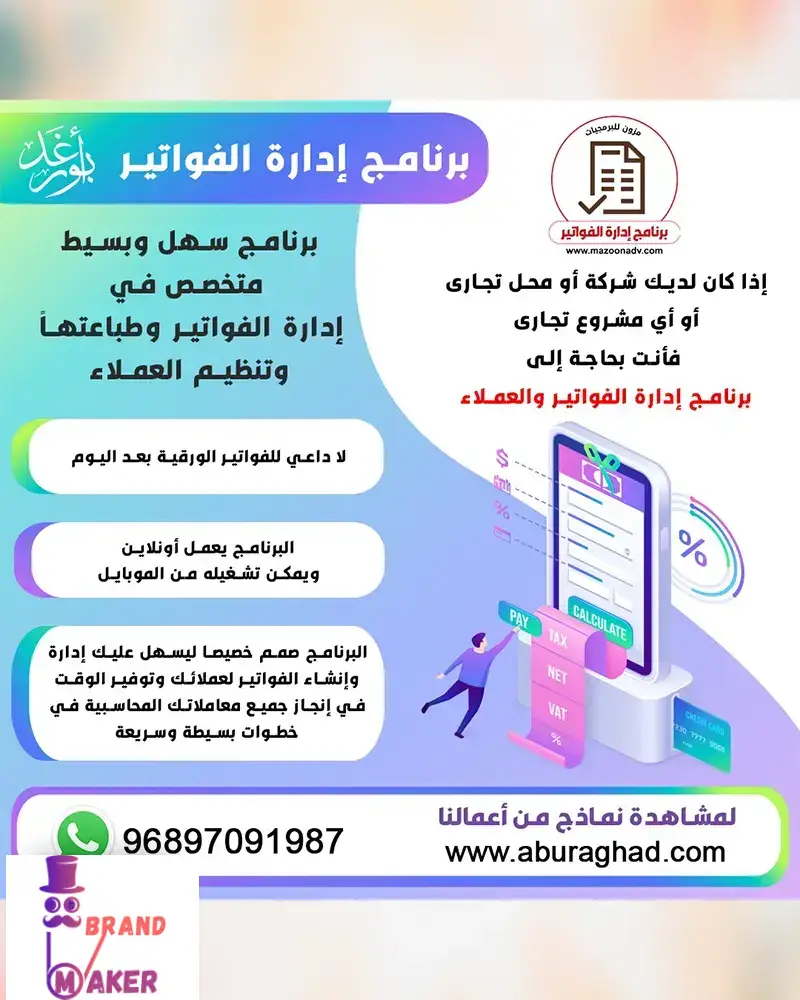 برنامج إدارة الفواتير
أبورغد
مزون للبرمجيات
برنامج إدارة الفواتير
www.mazoonadv.com
إذا كان لديك شركة أو محل تجارى
أو أي مشروع تجارى
فأنت بحاجة إلى
برنامج إدارة الفواتير والعملاء
برنامج سهل وبسيط
متخصص في
إدارة الفواتير وطباعتهاً
وتنظيم العملاء
لا داعي للفواتير الورقية بعد اليوم
البرنامج يعمل أونلاين
ويمكن تشغيله من الموبايل
البرنامج صمم خصيصا ليسهل عليك إدارة
وإنشاء الفواتير لعملائك وتوفير الوقت
في إنجاز جميع معاملاتك المحاسبية في
خطوات بسيطة وسريعة
$
%
%
PAY
CALCULATE
TAX
NET
VAT
%
CREDIT CARD
لمشاهدة نماذج من أعمالنا
www.aburaghad.com
96897091987
BRAND
MAKER